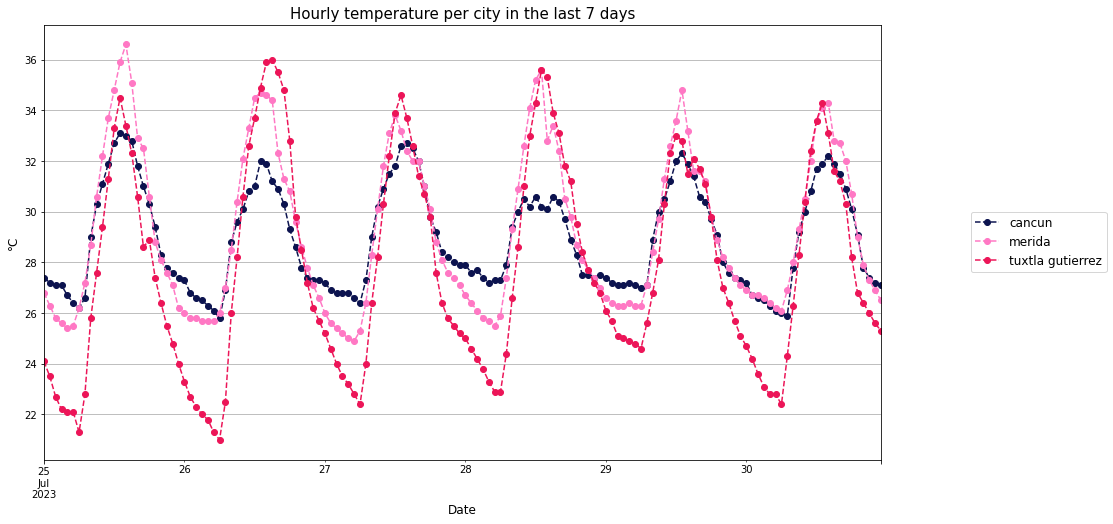 Hourly temperature per city in the last 7 days
36
34
32
30
28
26
24
22
°C
25
Jul
2023
26
27
28
29
30
Date
cancun
merida
tuxtla gutierrez